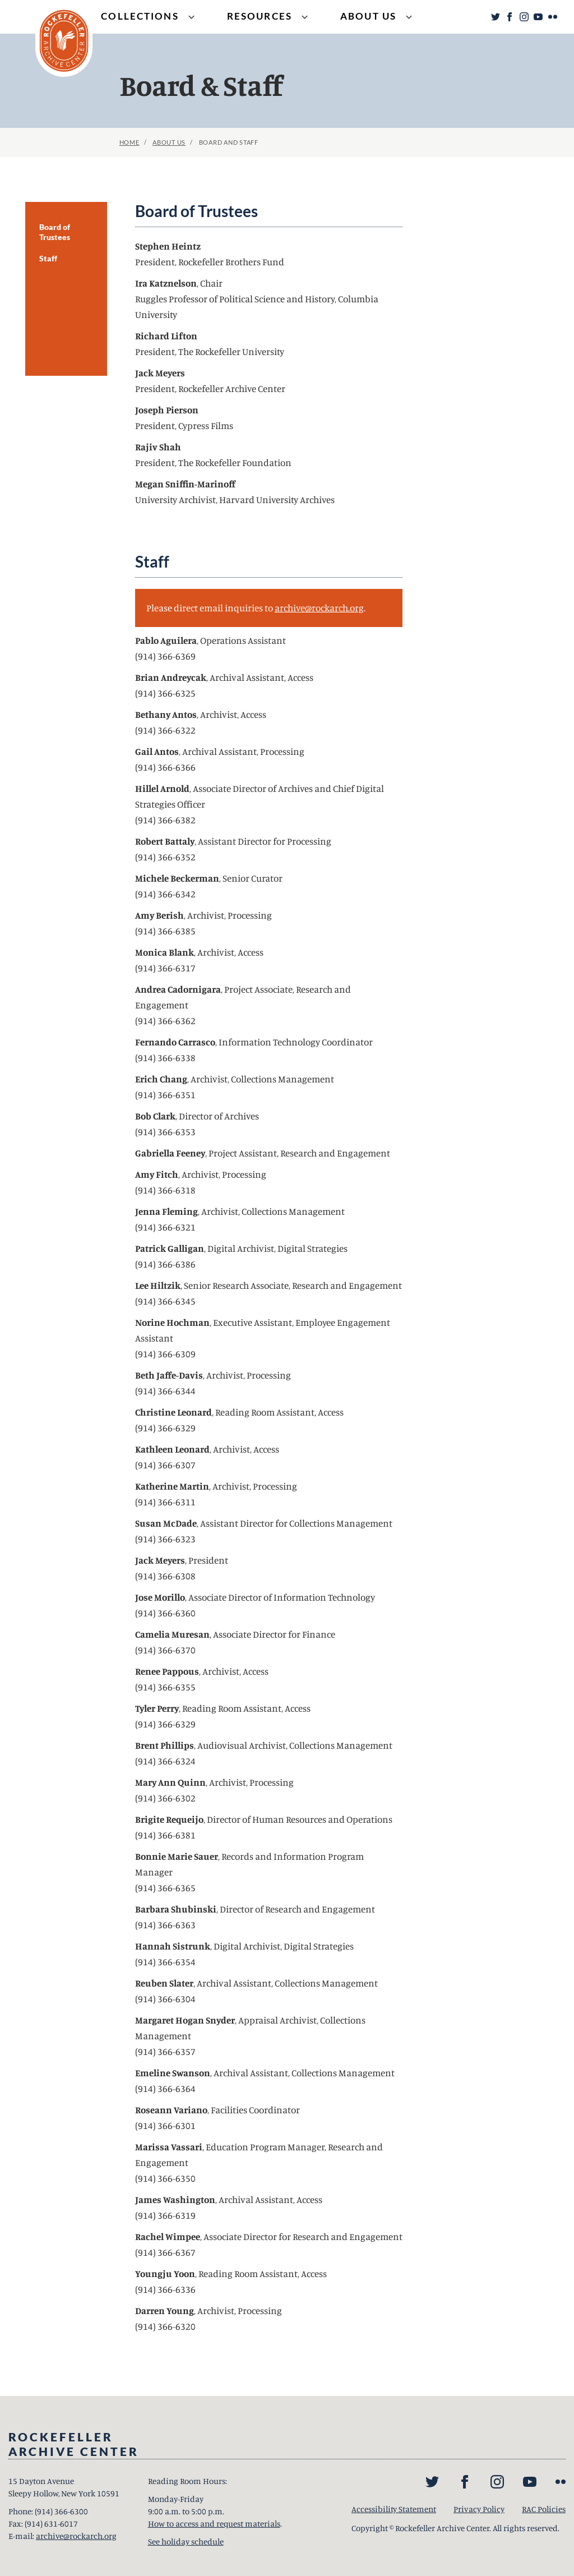 COLLECTIONS
RESOURCES
ABOUT US
ROCKEFELLER
ARCHIVE CENTER
Board & Staff
HOME / ABOUT US / BOARD AND STAFF
Board of
Trustees
Staff
Board of Trustees
Stephen Heintz
President, Rockefeller Brothers Fund
Ira Katznelson, Chair
Ruggles Professor of Political Science and History, Columbia
University
Richard Lifton
President, The Rockefeller University
Jack Meyers
President, Rockefeller Archive Center
Joseph Pierson
President, Cypress Films
Rajiv Shah
President, The Rockefeller Foundation
Megan Sniffin-Marinoff
University Archivist, Harvard University Archives
Staff
Please direct email inquiries to archive@rockarch.org.
Pablo Aguilera, Operations Assistant
(914) 366-6369
Brian Andreycak, Archival Assistant, Access
(914) 366-6325
Bethany Antos, Archivist, Access
(914) 366-6322
Gail Antos, Archival Assistant, Processing
(914) 366-6366
Hillel Arnold, Associate Director of Archives and Chief Digital
Strategies Officer
(914) 366-6382
Robert Battaly, Assistant Director for Processing
(914) 366-6352
Michele Beckerman, Senior Curator
(914) 366-6342
Amy Berish, Archivist, Processing
(914) 366-6385
Monica Blank, Archivist, Access
(914) 366-6317
Andrea Cadornigara, Project Associate, Research and
Engagement
(914) 366-6362
Fernando Carrasco, Information Technology Coordinator
(914) 366-6338
Erich Chang, Archivist, Collections Management
(914) 366-6351
Bob Clark, Director of Archives
(914) 366-6353
Gabriella Feeney, Project Assistant, Research and Engagement
Amy Fitch, Archivist, Processing
(914) 366-6318
Jenna Fleming, Archivist, Collections Management
(914) 366-6321
Patrick Galligan, Digital Archivist, Digital Strategies
(914) 366-6386
Lee Hiltzik, Senior Research Associate, Research and Engagement
(914) 366-6345
Norine Hochman, Executive Assistant, Employee Engagement
Assistant
(914) 366-6309
Beth Jaffe-Davis, Archivist, Processing
(914) 366-6344
Christine Leonard, Reading Room Assistant, Access
(914) 366-6329
Kathleen Leonard, Archivist, Access
(914) 366-6307
Katherine Martin, Archivist, Processing
(914) 366-6311
Susan McDade, Assistant Director for Collections Management
(914) 366-6323
Jack Meyers, President
(914) 366-6308
Jose Morillo, Associate Director of Information Technology
(914) 366-6360
Camelia Muresan, Associate Director for Finance
(914) 366-6370
Renee Pappous, Archivist, Access
(914) 366-6355
Tyler Perry, Reading Room Assistant, Access
(914) 366-6329
Brent Phillips, Audiovisual Archivist, Collections Management
(914) 366-6324
Mary Ann Quinn, Archivist, Processing
(914) 366-6302
Brigite Requeijo, Director of Human Resources and Operations
(914) 366-6381
Bonnie Marie Sauer, Records and Information Program
Manager
(914) 366-6365
Barbara Shubinski, Director of Research and Engagement
(914) 366-6363
Hannah Sistrunk, Digital Archivist, Digital Strategies
(914) 366-6354
Reuben Slater, Archival Assistant, Collections Management
(914) 366-6304
Margaret Hogan Snyder, Appraisal Archivist, Collections
Management
(914) 366-6357
Emeline Swanson, Archival Assistant, Collections Management
(914) 366-6364
Roseann Variano, Facilities Coordinator
(914) 366-6301
Marissa Vassari, Education Program Manager, Research and
Engagement
(914) 366-6350
James Washington, Archival Assistant, Access
(914) 366-6319
Rachel Wimpee, Associate Director for Research and Engagement
(914) 366-6367
Youngju Yoon, Reading Room Assistant, Access
(914) 366-6336
Darren Young, Archivist, Processing
(914) 366-6320
ROCKEFELLER
ARCHIVE CENTER
15 Dayton Avenue
Sleepy Hollow, New York 10591
Phone: (914) 366-6300
Fax: (914) 631-6017
E-mail: archive@rockarch.org
Reading Room Hours:
Monday-Friday
9:00 a.m. to 5:00 p.m.
How to access and request materials.
See holiday schedule
Accessibility Statement Privacy Policy RAC Policies
Copyright © Rockefeller Archive Center. All rights reserved.